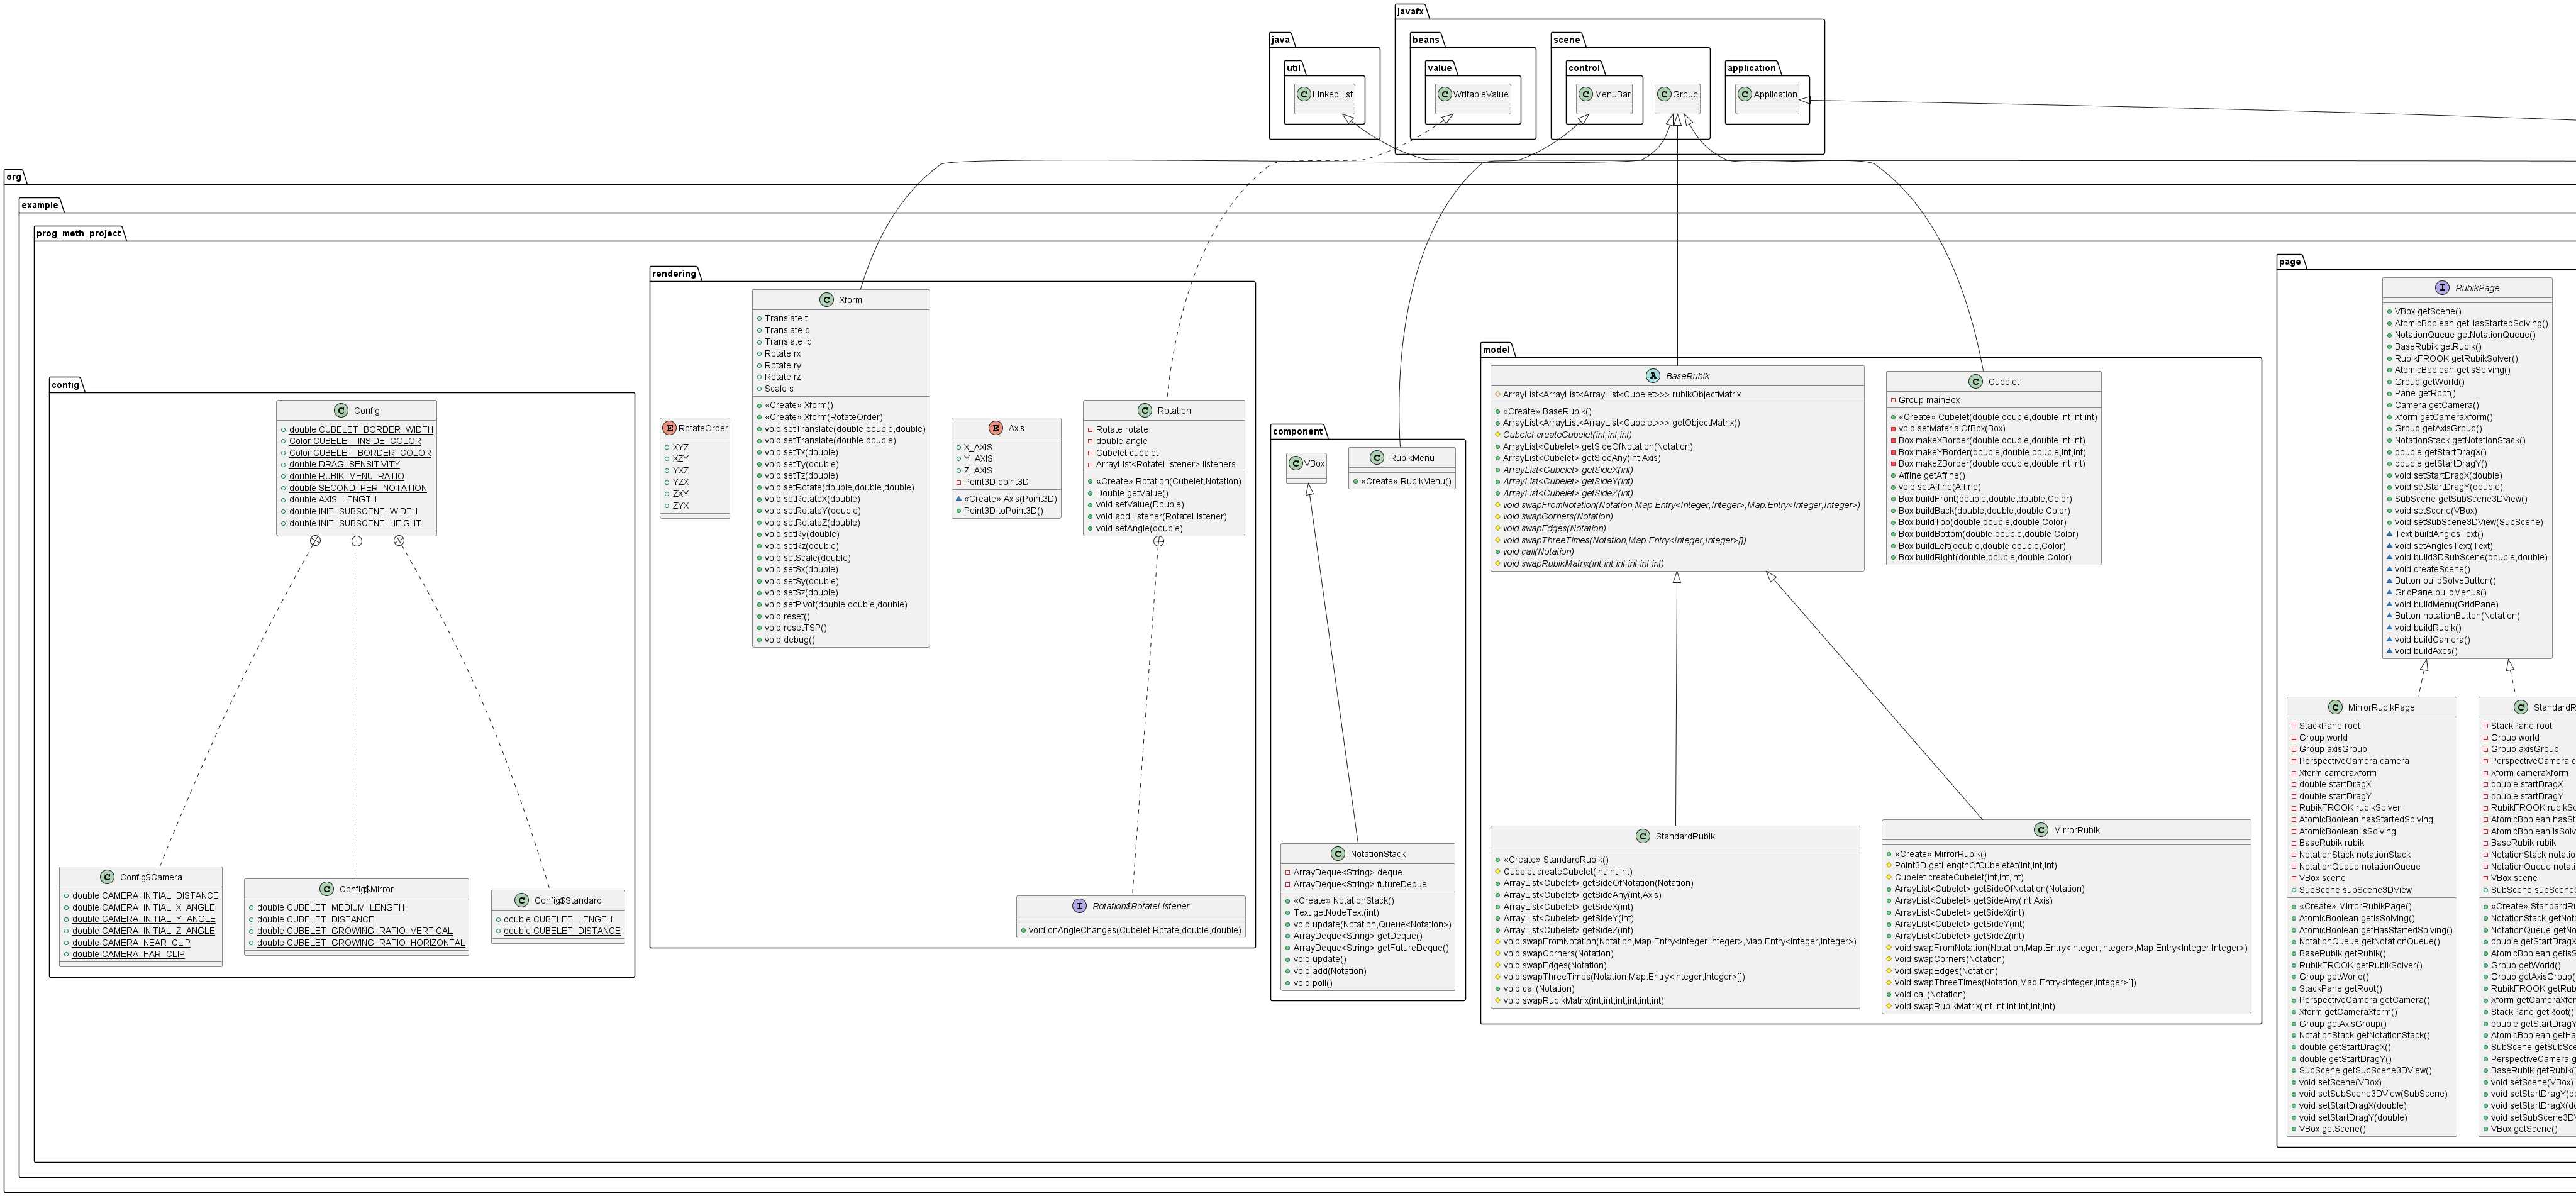 javafx
java
beans
scene
util
value
control
application
LinkedList
WritableValue
MenuBar
Group
Application
org
example
prog_meth_project
config
Config
double CUBELET_BORDER_WIDTH
Color CUBELET_INSIDE_COLOR
Color CUBELET_BORDER_COLOR
double DRAG_SENSITIVITY
double RUBIK_MENU_RATIO
double SECOND_PER_NOTATION
double AXIS_LENGTH
double INIT_SUBSCENE_WIDTH
double INIT_SUBSCENE_HEIGHT
Config$Camera
double CAMERA_INITIAL_DISTANCE
double CAMERA_INITIAL_X_ANGLE
double CAMERA_INITIAL_Y_ANGLE
double CAMERA_INITIAL_Z_ANGLE
double CAMERA_NEAR_CLIP
double CAMERA_FAR_CLIP
Config$Mirror
double CUBELET_MEDIUM_LENGTH
double CUBELET_DISTANCE
double CUBELET_GROWING_RATIO_VERTICAL
double CUBELET_GROWING_RATIO_HORIZONTAL
Config$Standard
double CUBELET_LENGTH
double CUBELET_DISTANCE
rendering
RotateOrder
XYZ
XZY
YXZ
YZX
ZXY
ZYX
Xform
Translate t
Translate p
Translate ip
Rotate rx
Rotate ry
Rotate rz
Scale s
«Create» Xform()
«Create» Xform(RotateOrder)
void setTranslate(double,double,double)
void setTranslate(double,double)
void setTx(double)
void setTy(double)
void setTz(double)
void setRotate(double,double,double)
void setRotateX(double)
void setRotateY(double)
void setRotateZ(double)
void setRy(double)
void setRz(double)
void setScale(double)
void setSx(double)
void setSy(double)
void setSz(double)
void setPivot(double,double,double)
void reset()
void resetTSP()
void debug()
Axis
X_AXIS
Y_AXIS
Z_AXIS
Point3D point3D
«Create» Axis(Point3D)
Point3D toPoint3D()
Rotation
Rotate rotate
double angle
Cubelet cubelet
ArrayList<RotateListener> listeners
«Create» Rotation(Cubelet,Notation)
Double getValue()
void setValue(Double)
void addListener(RotateListener)
void setAngle(double)
Rotation$RotateListener
void onAngleChanges(Cubelet,Rotate,double,double)
component
VBox
RubikMenu
«Create» RubikMenu()
NotationStack
ArrayDeque<String> deque
ArrayDeque<String> futureDeque
«Create» NotationStack()
Text getNodeText(int)
void update(Notation,Queue<Notation>)
ArrayDeque<String> getDeque()
ArrayDeque<String> getFutureDeque()
void update()
void add(Notation)
void poll()
model
BaseRubik
ArrayList<ArrayList<ArrayList<Cubelet>>> rubikObjectMatrix
«Create» BaseRubik()
ArrayList<ArrayList<ArrayList<Cubelet>>> getObjectMatrix()
Cubelet createCubelet(int,int,int)
ArrayList<Cubelet> getSideOfNotation(Notation)
ArrayList<Cubelet> getSideAny(int,Axis)
ArrayList<Cubelet> getSideX(int)
ArrayList<Cubelet> getSideY(int)
ArrayList<Cubelet> getSideZ(int)
void swapFromNotation(Notation,Map.Entry<Integer,Integer>,Map.Entry<Integer,Integer>)
void swapCorners(Notation)
void swapEdges(Notation)
void swapThreeTimes(Notation,Map.Entry<Integer,Integer>[])
void call(Notation)
void swapRubikMatrix(int,int,int,int,int,int)
Cubelet
Group mainBox
«Create» Cubelet(double,double,double,int,int,int)
void setMaterialOfBox(Box)
Box makeXBorder(double,double,double,int,int)
Box makeYBorder(double,double,double,int,int)
Box makeZBorder(double,double,double,int,int)
Affine getAffine()
void setAffine(Affine)
Box buildFront(double,double,double,Color)
Box buildBack(double,double,double,Color)
Box buildTop(double,double,double,Color)
Box buildBottom(double,double,double,Color)
Box buildLeft(double,double,double,Color)
Box buildRight(double,double,double,Color)
StandardRubik
«Create» StandardRubik()
Cubelet createCubelet(int,int,int)
ArrayList<Cubelet> getSideOfNotation(Notation)
ArrayList<Cubelet> getSideAny(int,Axis)
ArrayList<Cubelet> getSideX(int)
ArrayList<Cubelet> getSideY(int)
ArrayList<Cubelet> getSideZ(int)
void swapFromNotation(Notation,Map.Entry<Integer,Integer>,Map.Entry<Integer,Integer>)
void swapCorners(Notation)
void swapEdges(Notation)
void swapThreeTimes(Notation,Map.Entry<Integer,Integer>[])
void call(Notation)
void swapRubikMatrix(int,int,int,int,int,int)
MirrorRubik
«Create» MirrorRubik()
Point3D getLengthOfCubeletAt(int,int,int)
Cubelet createCubelet(int,int,int)
ArrayList<Cubelet> getSideOfNotation(Notation)
ArrayList<Cubelet> getSideAny(int,Axis)
ArrayList<Cubelet> getSideX(int)
ArrayList<Cubelet> getSideY(int)
ArrayList<Cubelet> getSideZ(int)
void swapFromNotation(Notation,Map.Entry<Integer,Integer>,Map.Entry<Integer,Integer>)
void swapCorners(Notation)
void swapEdges(Notation)
void swapThreeTimes(Notation,Map.Entry<Integer,Integer>[])
void call(Notation)
void swapRubikMatrix(int,int,int,int,int,int)
page
RubikPage
VBox getScene()
AtomicBoolean getHasStartedSolving()
NotationQueue getNotationQueue()
BaseRubik getRubik()
RubikFROOK getRubikSolver()
AtomicBoolean getIsSolving()
Group getWorld()
Pane getRoot()
Camera getCamera()
Xform getCameraXform()
Group getAxisGroup()
NotationStack getNotationStack()
double getStartDragX()
double getStartDragY()
void setStartDragX(double)
void setStartDragY(double)
SubScene getSubScene3DView()
void setScene(VBox)
void setSubScene3DView(SubScene)
Text buildAnglesText()
void setAnglesText(Text)
void build3DSubScene(double,double)
void createScene()
Button buildSolveButton()
GridPane buildMenus()
void buildMenu(GridPane)
Button notationButton(Notation)
void buildRubik()
void buildCamera()
void buildAxes()
MirrorRubikPage
StackPane root
Group world
Group axisGroup
PerspectiveCamera camera
Xform cameraXform
double startDragX
double startDragY
RubikFROOK rubikSolver
AtomicBoolean hasStartedSolving
AtomicBoolean isSolving
BaseRubik rubik
NotationStack notationStack
NotationQueue notationQueue
VBox scene
SubScene subScene3DView
«Create» MirrorRubikPage()
AtomicBoolean getIsSolving()
AtomicBoolean getHasStartedSolving()
NotationQueue getNotationQueue()
BaseRubik getRubik()
RubikFROOK getRubikSolver()
Group getWorld()
StackPane getRoot()
PerspectiveCamera getCamera()
Xform getCameraXform()
Group getAxisGroup()
NotationStack getNotationStack()
double getStartDragX()
double getStartDragY()
SubScene getSubScene3DView()
void setScene(VBox)
void setSubScene3DView(SubScene)
void setStartDragX(double)
void setStartDragY(double)
VBox getScene()
StandardR
StackPane root
Group world
Group axisGroup
PerspectiveCamera c
Xform cameraXform
double startDragX
double startDragY
RubikFROOK rubikSo
AtomicBoolean hasSt
AtomicBoolean isSolv
BaseRubik rubik
NotationStack notatio
NotationQueue notati
VBox scene
SubScene subScene3
«Create» StandardRu
NotationStack getNota
NotationQueue getNo
double getStartDragX
AtomicBoolean getIsS
Group getWorld()
Group getAxisGroup(
RubikFROOK getRub
Xform getCameraXfor
StackPane getRoot()
double getStartDragY
AtomicBoolean getHa
SubScene getSubSce
PerspectiveCamera g
BaseRubik getRubik(
void setScene(VBox)
void setStartDragY(do
void setStartDragX(do
void setSubScene3D
VBox getScene()